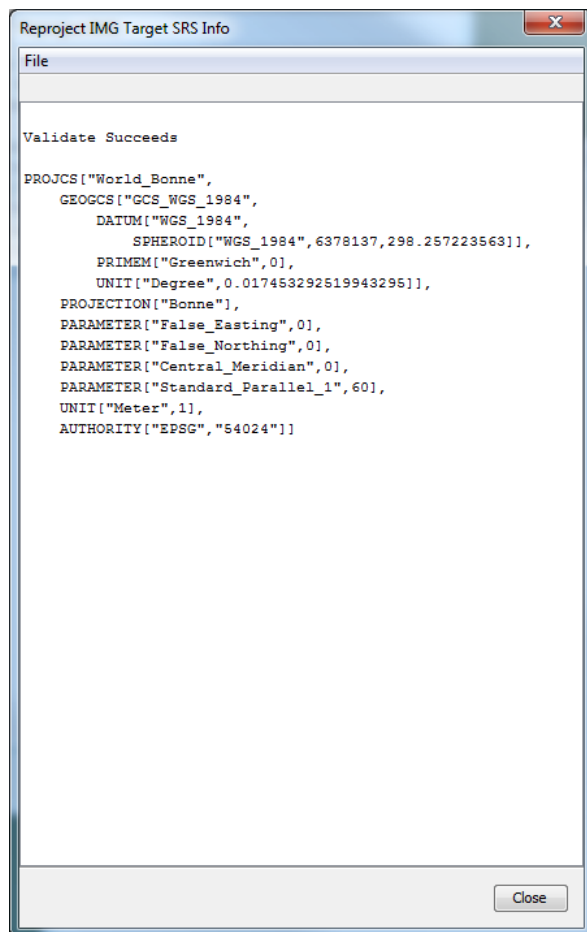 Reproject IMG Target SRS Info
File
Validate Succeeds
PROJCS["World_Bonne",
GEOGCS["GCS_WGS_1984",
DATUM["WGS_1984",
SPHEROID["WGS_1984",6378137,298.257223563]],
PRIMEM["Greenwich",0],
UNIT["Degree",0.017453292519943295]],
PROJECTION["Bonne"],
PARAMETER["False_Easting",0],
PARAMETER["False_Northing",0],
PARAMETER["Central_Meridian",0],
PARAMETER["Standard_Parallel_1",60],
UNIT["Meter",1],
AUTHORITY["EPSG","54024"]]
Close